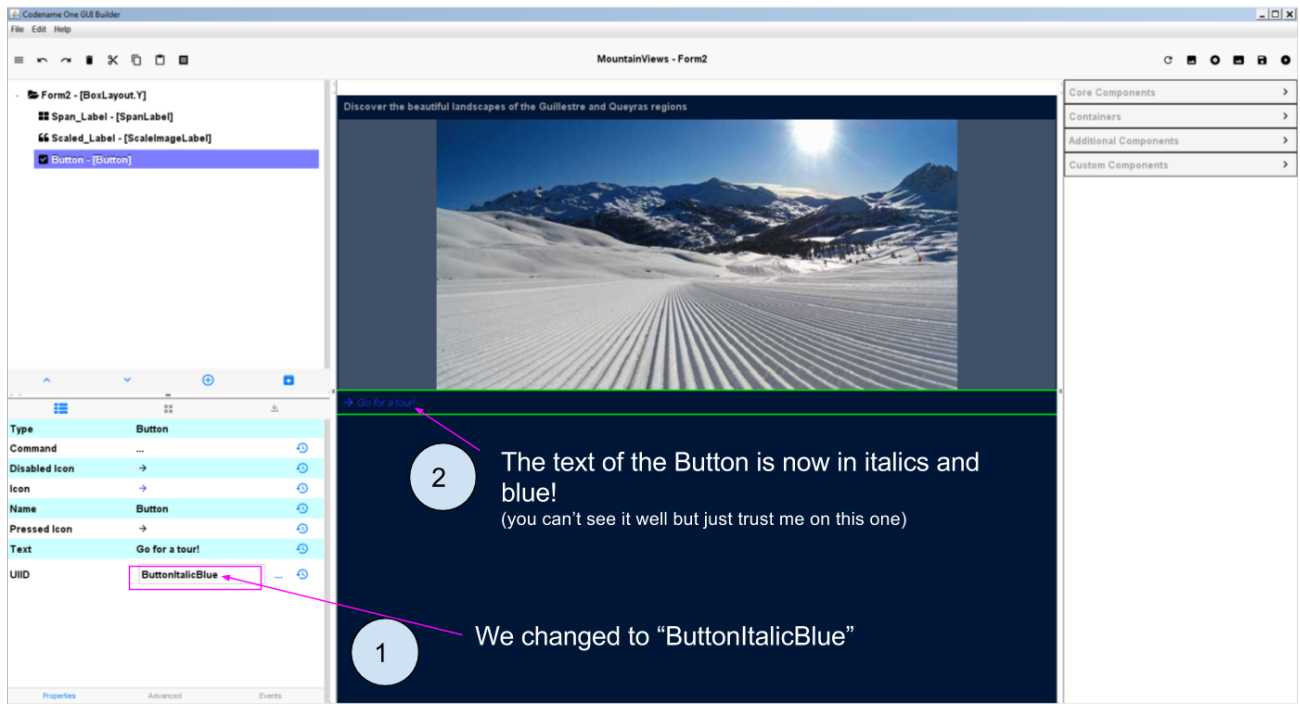 Codename One GUI Builder
File Edit Help
MountainViews - Form2
Form2 - [BoxLayout.Y]
Span_Label - [SpanLabel]
Scaled_Label - [ScaleImageLabel]
Button - [Button]
Discover the beautiful landscapes of the Guillestre and Queyras regions
Core Components
Containers
Additional Components
Custom Components
→ Go for a tour!
Type Button
Command ...
Disabled Icon →
Icon →
Name Button
Pressed Icon →
Text Go for a tour!
UIID ButtonItalicBlue ...
2
The text of the Button is now in italics and
blue!
(you can't see it well but just trust me on this one)
1
We changed to “ButtonItalicBlue”
Properties Advanced Events